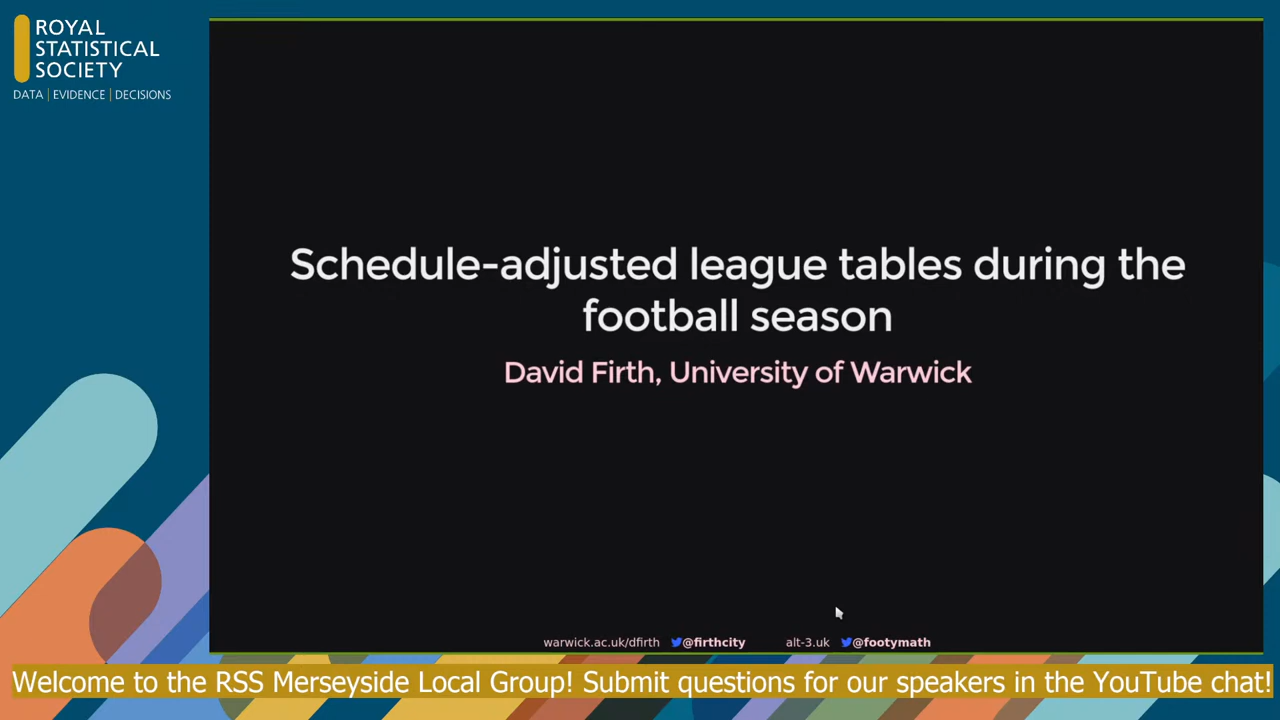 ROYAL
STATISTICAL
SOCIETY
DATA | EVIDENCE | DECISIONS
Schedule-adjusted league tables during the
football season
David Firth, University of Warwick
warwick.ac.uk/dfirth @firthcity alt-3.uk @footymath
Welcome to the RSS Merseyside Local Group! Submit questions for our speakers in the YouTube chat!